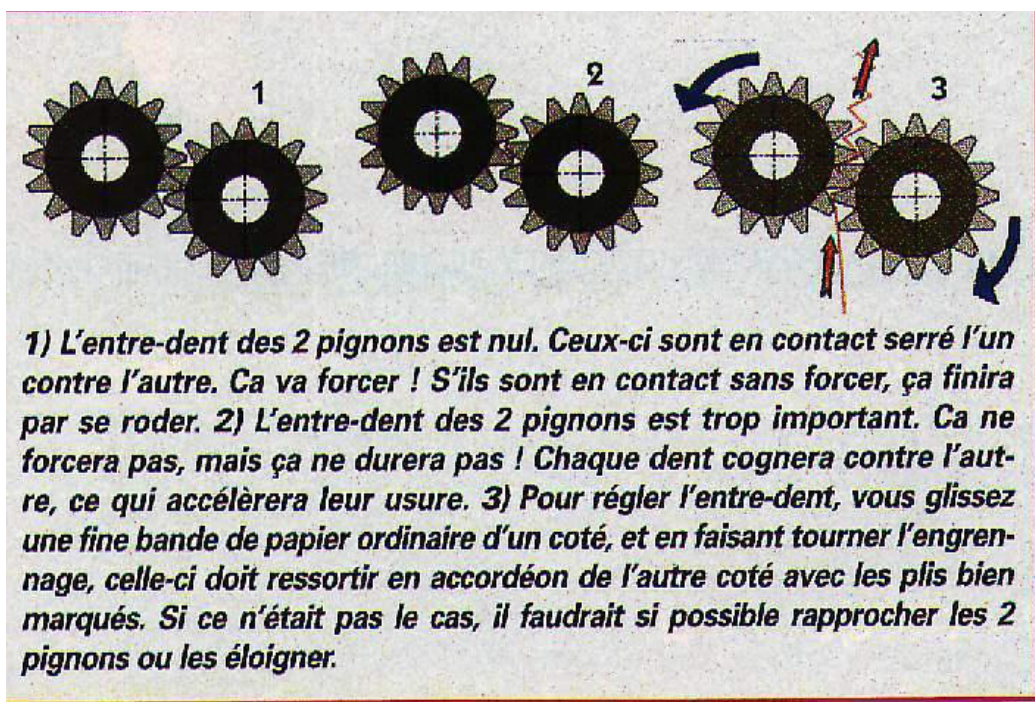 1
2
3
1) L'entre-dent des 2 pignons est nul. Ceux-ci sont en contact serré l'un
contre l'autre. Ca va forcer ! S'ils sont en contact sans forcer, ça finira
par se roder. 2) L'entre-dent des 2 pignons est trop important. Ca ne
forcera pas, mais ça ne durera pas ! Chaque dent cognera contre l'aut-
re, ce qui accélèrera leur usure. 3) Pour régler l'entre-dent, vous glissez
une fine bande de papier ordinaire d'un coté, et en faisant tourner l'engren-
nage, celle-ci doit ressortir en accordéon de l'autre coté avec les plis bien
marqués. Si ce n'était pas le cas, il faudrait si possible rapprocher les 2
pignons ou les éloigner.